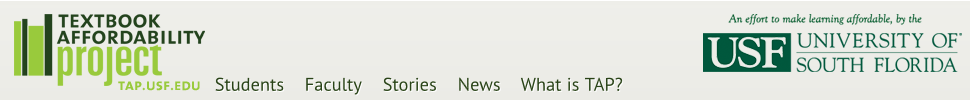 TEXTBOOK
AFFORDABILITY
project
TAP.USF.EDU
Students Faculty Stories News What is TAP?
An effort to make learning affordable, by the
USF UNIVERSITY OF
SOUTH FLORIDA